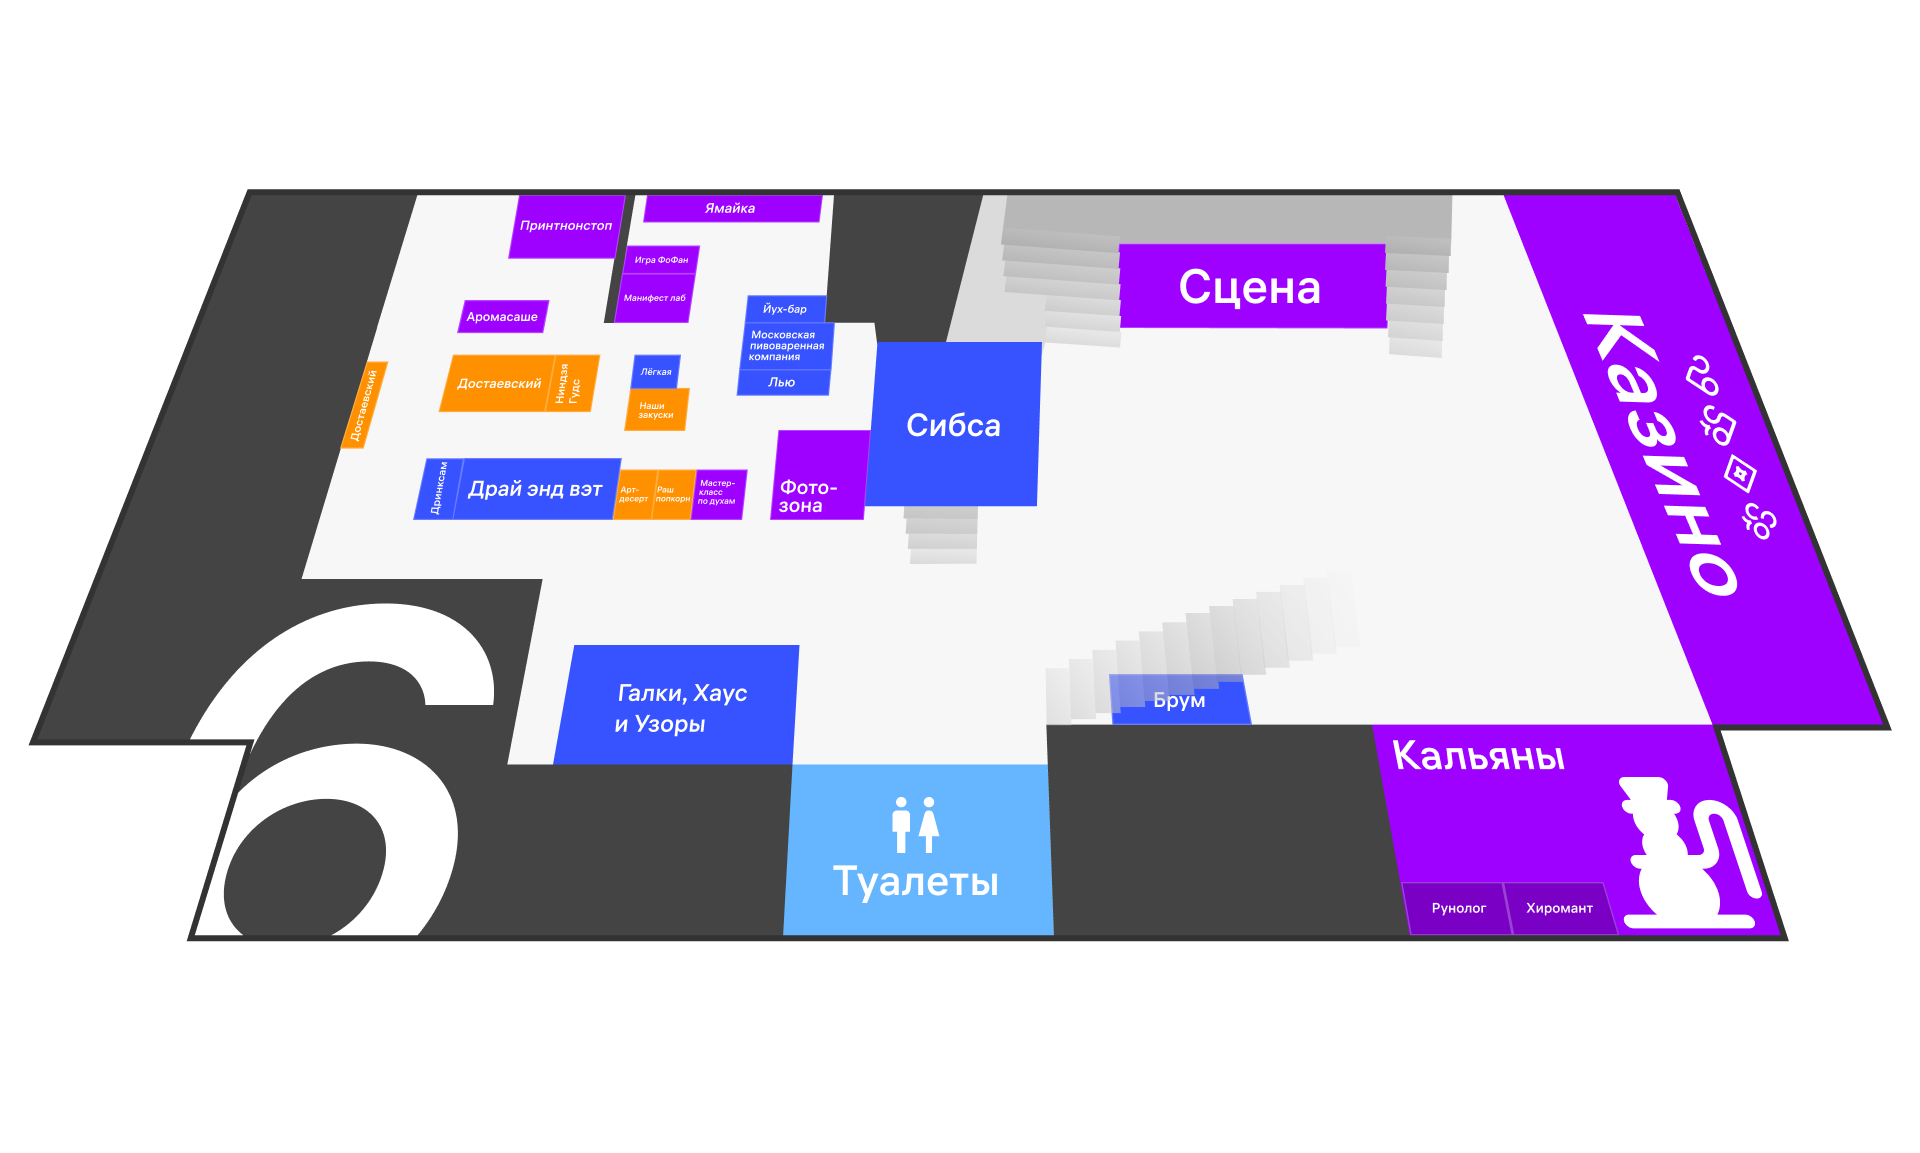 Принтнонстоп
Ямайка
Игра ФоФан
Манифест лаб
Аромасаше
Йух-бар
Московская
пивоваренная
компания
Лью
Достаевский
Достаевский
Ниндзя
Гудс
Лёгкая
Наши
закуски
Дринксам
Драй энд вэт
Арт-
десерт
Раш
попкорн
Мастер-
класс
по духам
Фото-
зона
Сибса
Сцена
Казино
6
Галки, Хаус
и Узоры
Брум
Туалеты
Кальяны
Рунолог
Хиромант